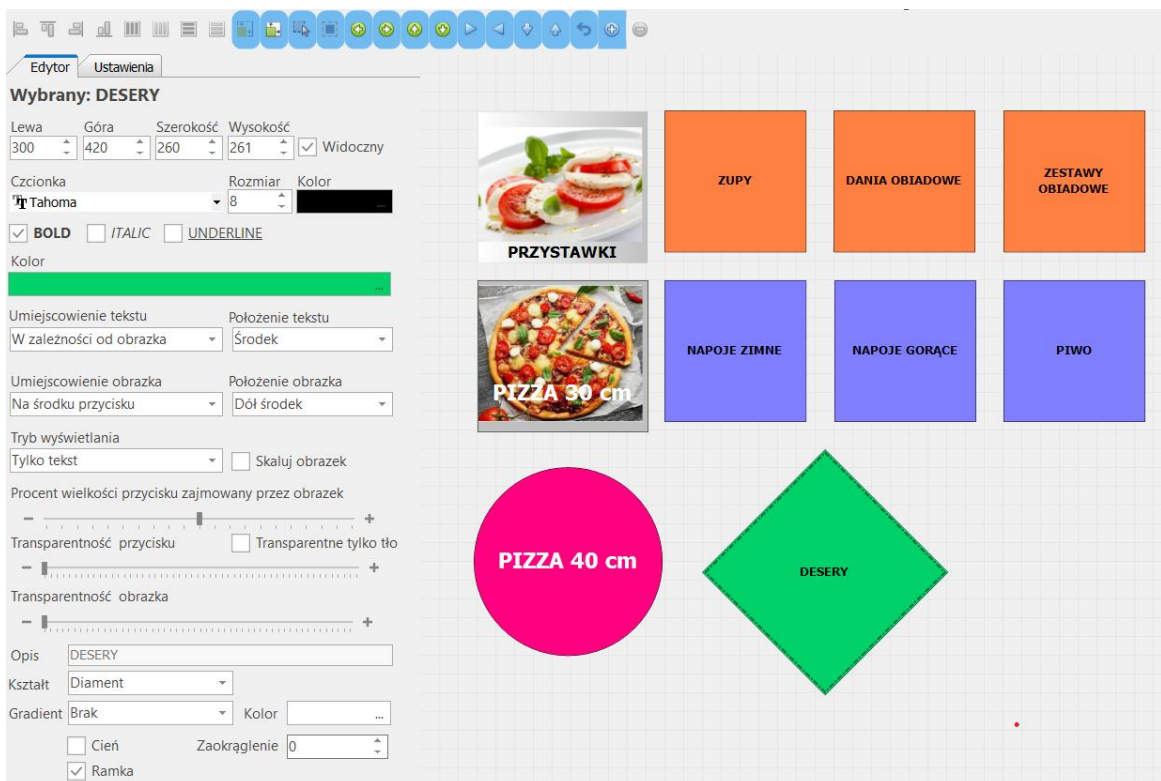 Edytor Ustawienia
Wybrany: DESERY
Lewa Góra Szerokość Wysokość
300 420 260 261 Widoczny
Czcionka Rozmiar Kolor
Tahoma 8 ...
BOLD ITALIC UNDERLINE
Kolor
...
Umiejscowienie tekstu Położenie tekstu
W zależności od obrazka Środek
Umiejscowienie obrazka Położenie obrazka
Na środku przycisku Dół środek
Tryb wyświetlania
Tylko tekst Skaluj obrazek
Procent wielkości przycisku zajmowany przez obrazek
Transparentność przycisku Transparentne tylko tło
Transparentność obrazka
Opis DESERY
Kształt Diament
Gradient Brak Kolor ...
Cień Zaokrąglenie 0
Ramka
PRZYSTAWKI
ZUPY
DANIA OBIADOWE
ZESTAWY
OBIADOWE
PIZZA 30 cm
NAPOJE ZIMNE
NAPOJE GORĄCE
PIWO
PIZZA 40 cm
DESERY